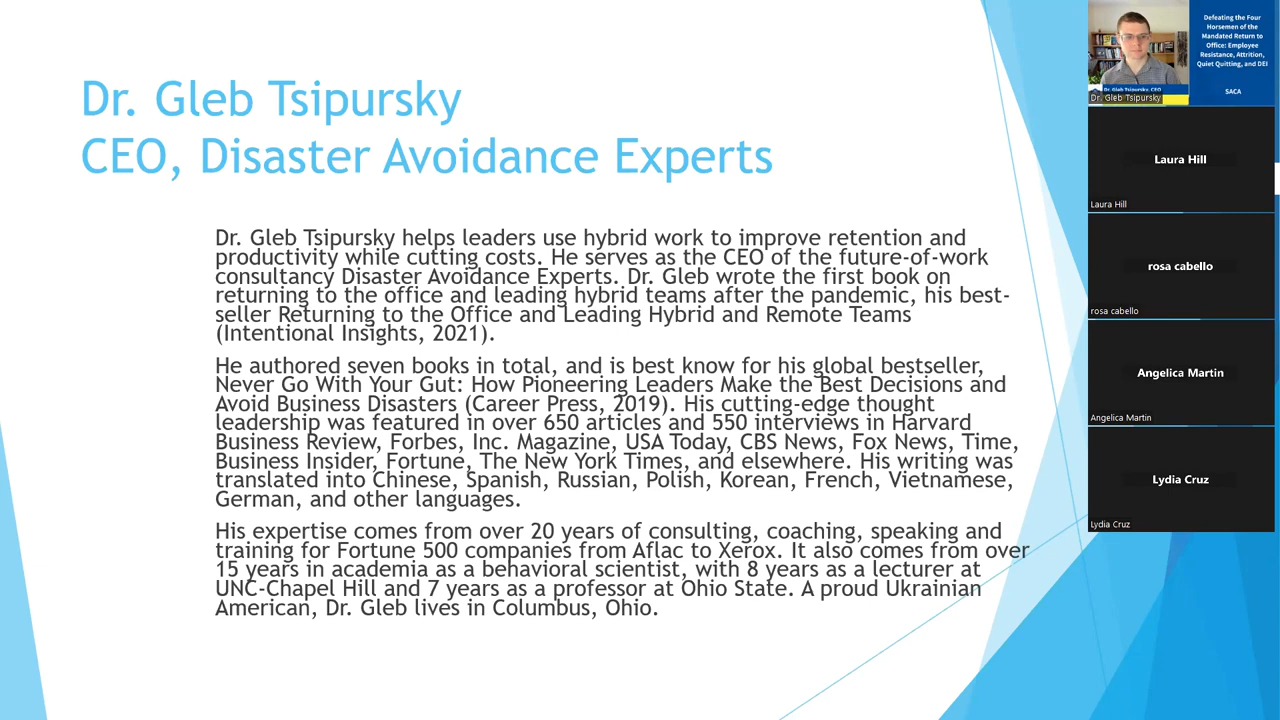 Dr. Gleb Tsipursky
CEO, Disaster Avoidance Experts
Dr. Gleb Tsipursky helps leaders use hybrid work to improve retention and
productivity while cutting costs. He serves as the CEO of the future-of-work
consultancy Disaster Avoidance Experts. Dr. Gleb wrote the first book on
returning to the office and leading hybrid teams after the pandemic, his best-
seller Returning to the Office and Leading Hybrid and Remote Teams
(Intentional Insights, 2021).
He authored seven books in total, and is best know for his global bestseller,
Never Go With Your Gut: How Pioneering Leaders Make the Best Decisions and
Avoid Business Disasters (Career Press, 2019). His cutting-edge thought
leadership was featured in over 650 articles and 550 interviews in Harvard
Business Review, Forbes, Inc. Magazine, USA Today, CBS News, Fox News, Time,
Business Insider, Fortune, The New York Times, and elsewhere. His writing was
translated into Chinese, Spanish, Russian, Polish, Korean, French, Vietnamese,
German, and other languages.
His expertise comes from over 20 years of consulting, coaching, speaking and
training for Fortune 500 companies from Aflac to Xerox. It also comes from over
15 years in academia as a behavioral scientist, with 8 years as a lecturer at
UNC-Chapel Hill and 7 years as a professor at Ohio State. A proud Ukrainian
American, Dr. Gleb lives in Columbus, Ohio.
Defeating the Four
Horsemen of the
Mandated Return to
Office: Employee
Resistance, Attrition,
Quiet Quitting, and DEI
SACA
Dr. Gleb Tsipursky, CEO
Dr. Gleb Tsipursky
Laura Hill
Laura Hill
rosa cabello
rosa cabello
Angelica Martin
Angelica Martin
Lydia Cruz
Lydia Cruz